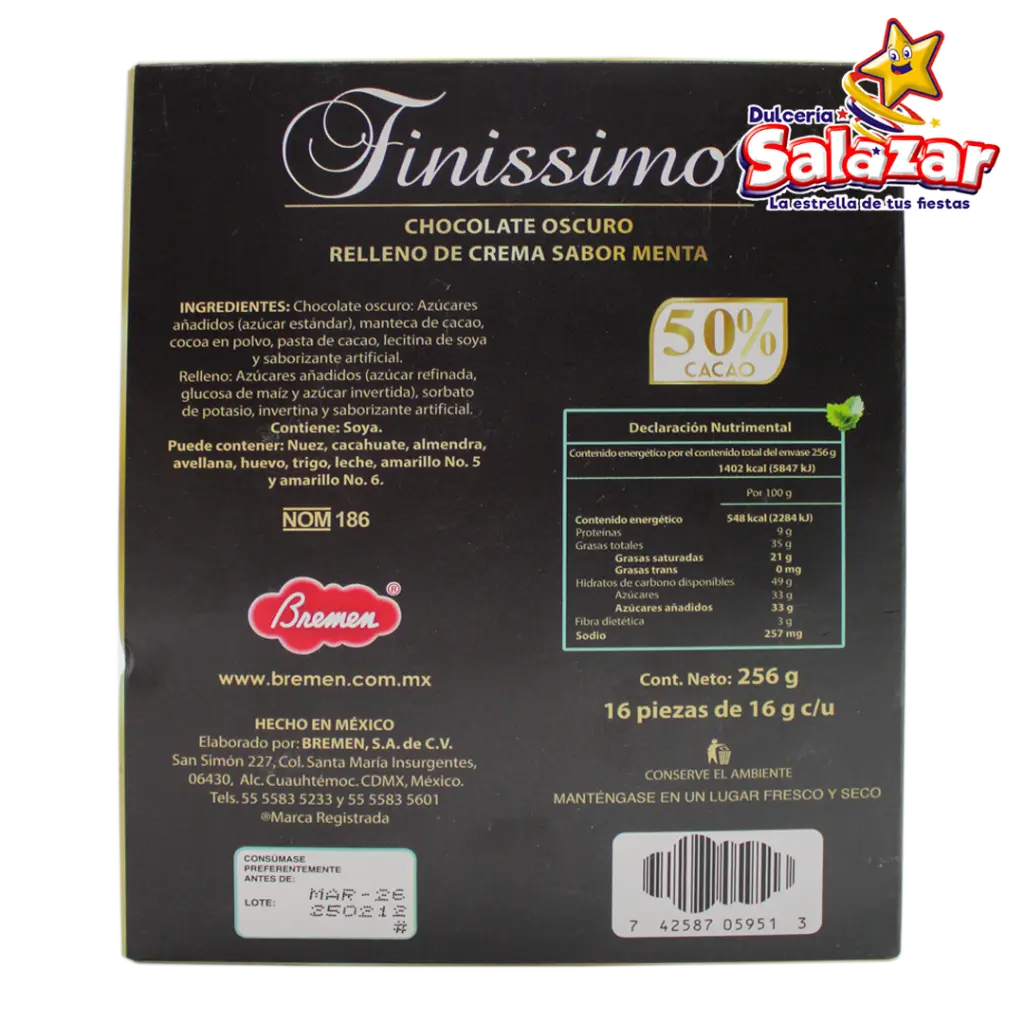 Dulcería
Salazar
La estrella de tus fiestas
Finissimo
CHOCOLATE OSCURO
RELLENO DE CREMA SABOR MENTA
INGREDIENTES: Chocolate oscuro: Azúcares
añadidos (azúcar estándar), manteca de cacao,
cocoa en polvo, pasta de cacao, lecitina de soya
y saborizante artificial.
Relleno: Azúcares añadidos (azúcar refinada,
glucosa de maíz y azúcar invertida), sorbato
de potasio, invertina y saborizante artificial.
Contiene: Soya.
Puede contener: Nuez, cacahuate, almendra,
avellana, huevo, trigo, leche, amarillo No. 5
y amarillo No. 6.
NOM 186
Bremen ®
www.bremen.com.mx
HECHO EN MÉXICO
Elaborado por: BREMEN, S.A. de C.V.
San Simón 227, Col. Santa María Insurgentes,
06430, Alc. Cuauhtémoc. CDMX, México.
Tels. 55 5583 5233 y 55 5583 5601
®Marca Registrada
CONSÚMASE
PREFERENTEMENTE
ANTES DE:
MAR-26
LOTE: 250212
#
50%
CACAO
Declaración Nutrimental
Contenido energético por el contenido total del envase 256 g
1402 kcal (5847 kJ)
Por 100 g
Contenido energético 548 kcal (2284 kJ)
Proteínas 9 g
Grasas totales 35 g
Grasas saturadas 21 g
Grasas trans 0 mg
Hidratos de carbono disponibles 49 g
Azúcares 33 g
Azúcares añadidos 33 g
Fibra dietética 3 g
Sodio 257 mg
Cont. Neto: 256 g
16 piezas de 16 g c/u
CONSERVE EL AMBIENTE
MANTÉNGASE EN UN LUGAR FRESCO Y SECO
7 42587 05951 3